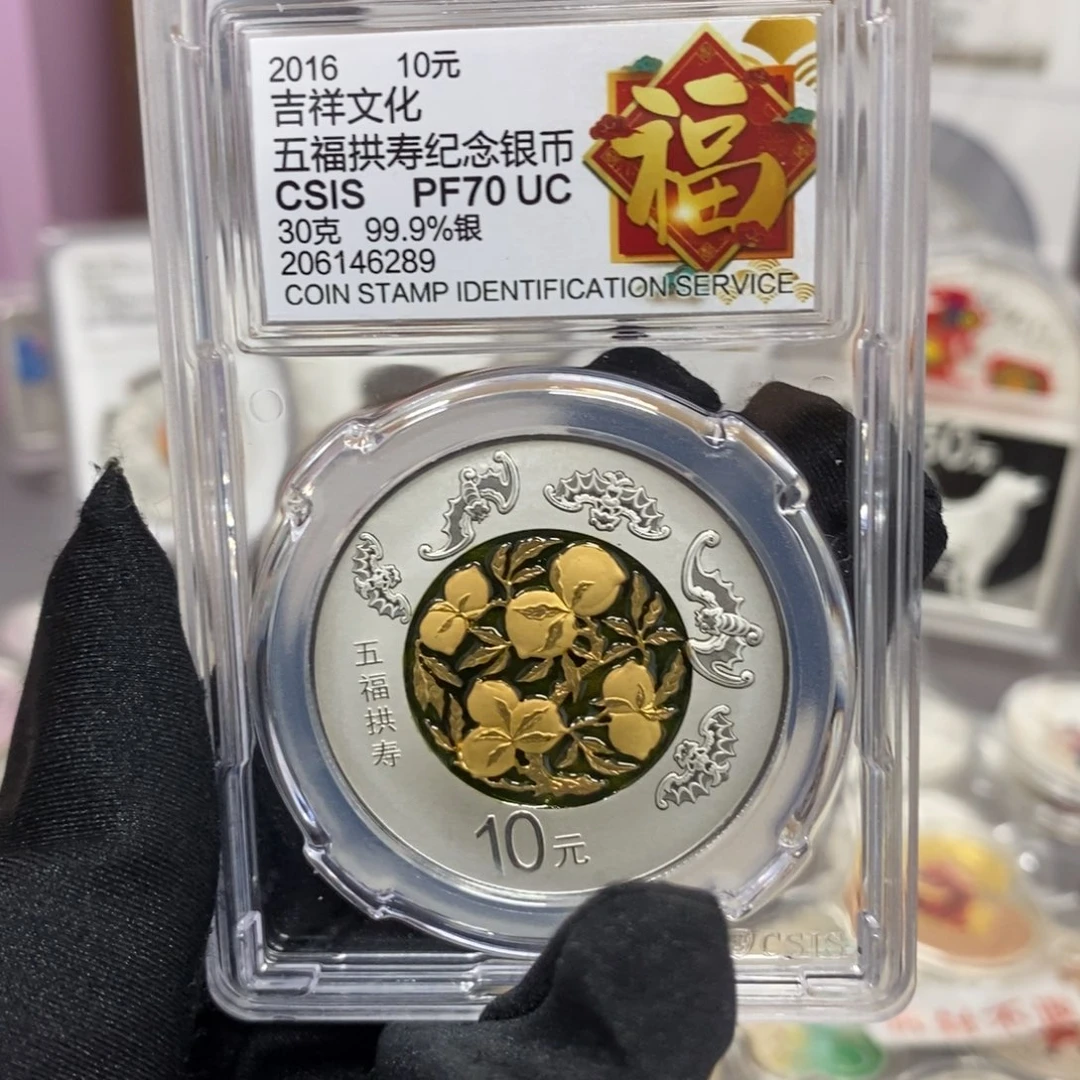 2016 10元
吉祥文化
五福拱寿纪念银币
CSIS PF70 UC
30克 99.9%银
206146289
COIN STAMP IDENTIFICATION SERVICE
福
五福拱寿
10元
CSIS